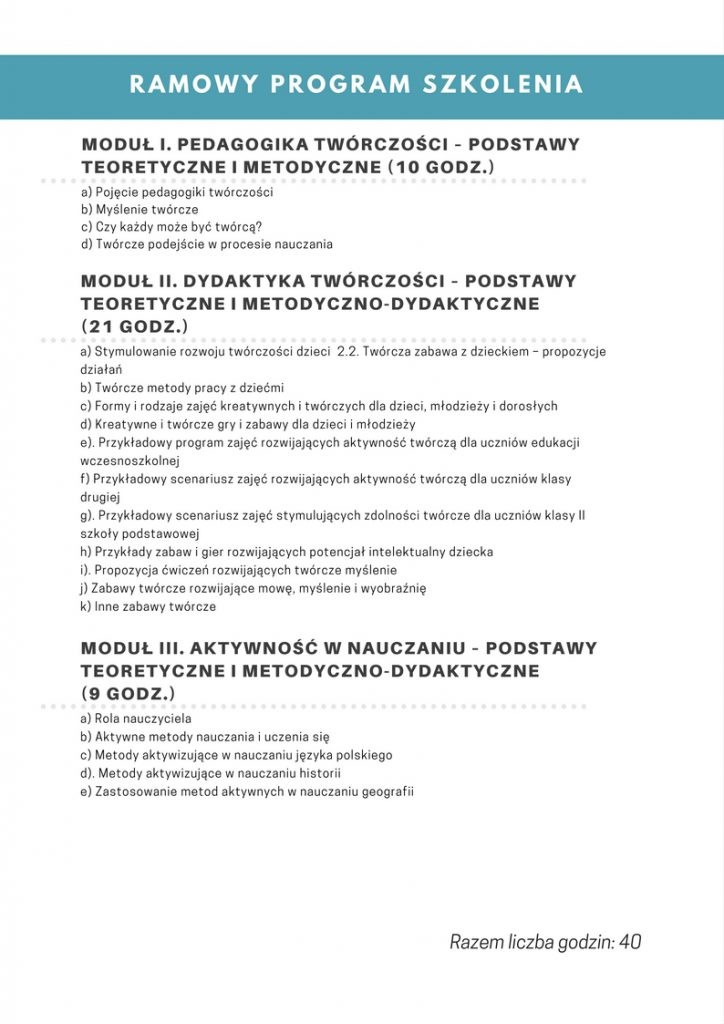 RAMOWY PROGRAM SZKOLENIA
MODUŁ I. PEDAGOGIKA TWÓRCZOŚCI - PODSTAWY
TEORETYCZNE I METODYCZNE (10 GODZ.)
a) Pojęcie pedagogiki twórczości
b) Myślenie twórcze
c) Czy każdy może być twórcą?
d) Twórcze podejście w procesie nauczania
MODUŁ II. DYDAKTYKA TWÓRCZOŚCI - PODSTAWY
TEORETYCZNE I METODYCZNO-DYDAKTYCZNE
(21 GODZ.)
a) Stymulowanie rozwoju twórczości dzieci 2.2. Twórcza zabawa z dzieckiem – propozycje
działań
b) Twórcze metody pracy z dziećmi
c) Formy i rodzaje zajęć kreatywnych i twórczych dla dzieci, młodzieży i dorosłych
d) Kreatywne i twórcze gry i zabawy dla dzieci i młodzieży
e). Przykładowy program zajęć rozwijających aktywność twórczą dla uczniów edukacji
wczesnoszkolnej
f) Przykładowy scenariusz zajęć rozwijających aktywność twórczą dla uczniów klasy
drugiej
g). Przykładowy scenariusz zajęć stymulujących zdolności twórcze dla uczniów klasy II
szkoły podstawowej
h) Przykłady zabaw i gier rozwijających potencjał intelektualny dziecka
i). Propozycja ćwiczeń rozwijających twórcze myślenie
j) Zabawy twórcze rozwijające mowę, myślenie i wyobraźnię
k) Inne zabawy twórcze
MODUŁ III. AKTYWNOŚĆ W NAUCZANIU - PODSTAWY
TEORETYCZNE I METODYCZNO-DYDAKTYCZNE
(9 GODZ.)
a) Rola nauczyciela
b) Aktywne metody nauczania i uczenia się
c) Metody aktywizujące w nauczaniu języka polskiego
d). Metody aktywizujące w nauczaniu historii
e) Zastosowanie metod aktywnych w nauczaniu geografii
Razem liczba godzin: 40